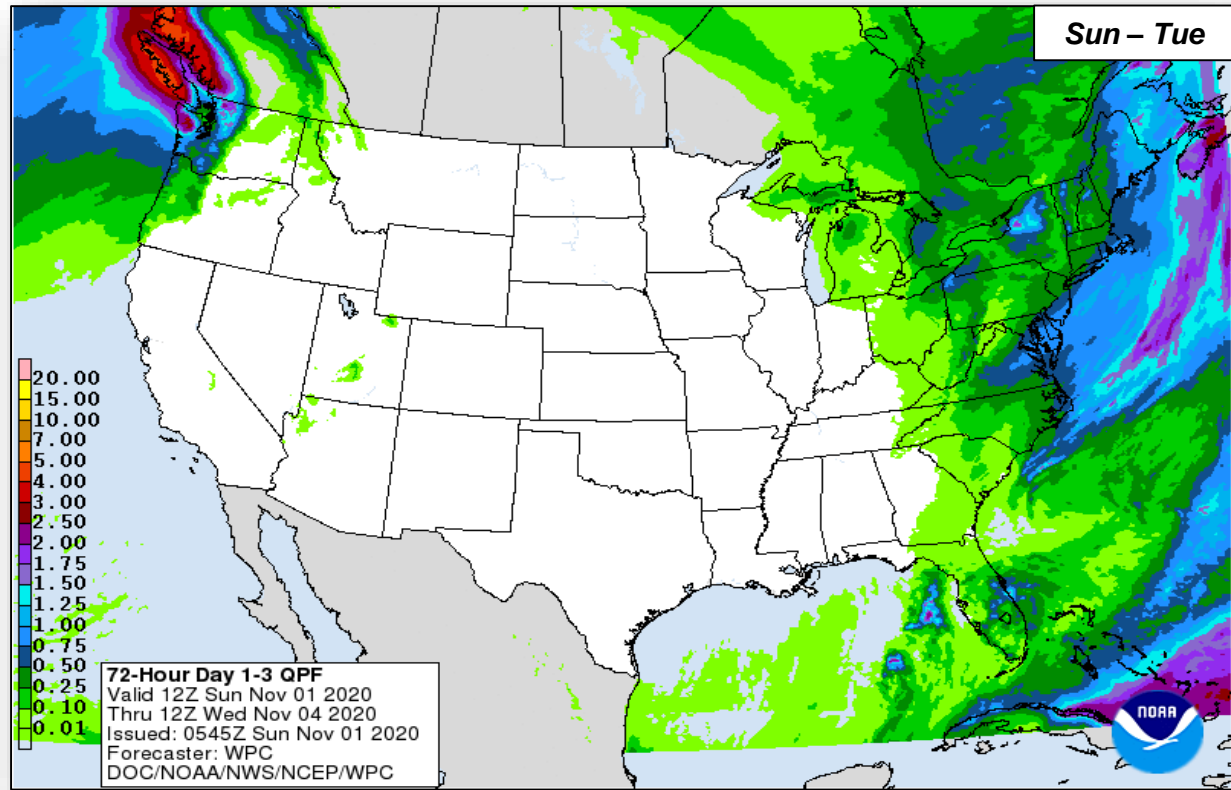 Sun – Tue
20.00
15.00
10.00
7.00
5.00
4.00
3.00
2.50
2.00
1.75
1.50
1.25
1.00
0.75
0.50
0.25
0.10
0.01
72-Hour Day 1-3 QPF
Valid 12Z Sun Nov 01 2020
Thru 12Z Wed Nov 04 2020
Issued: 0545Z Sun Nov 01 2020
Forecaster: WPC
DOC/NOAA/NWS/NCEP/WPC
NOAA